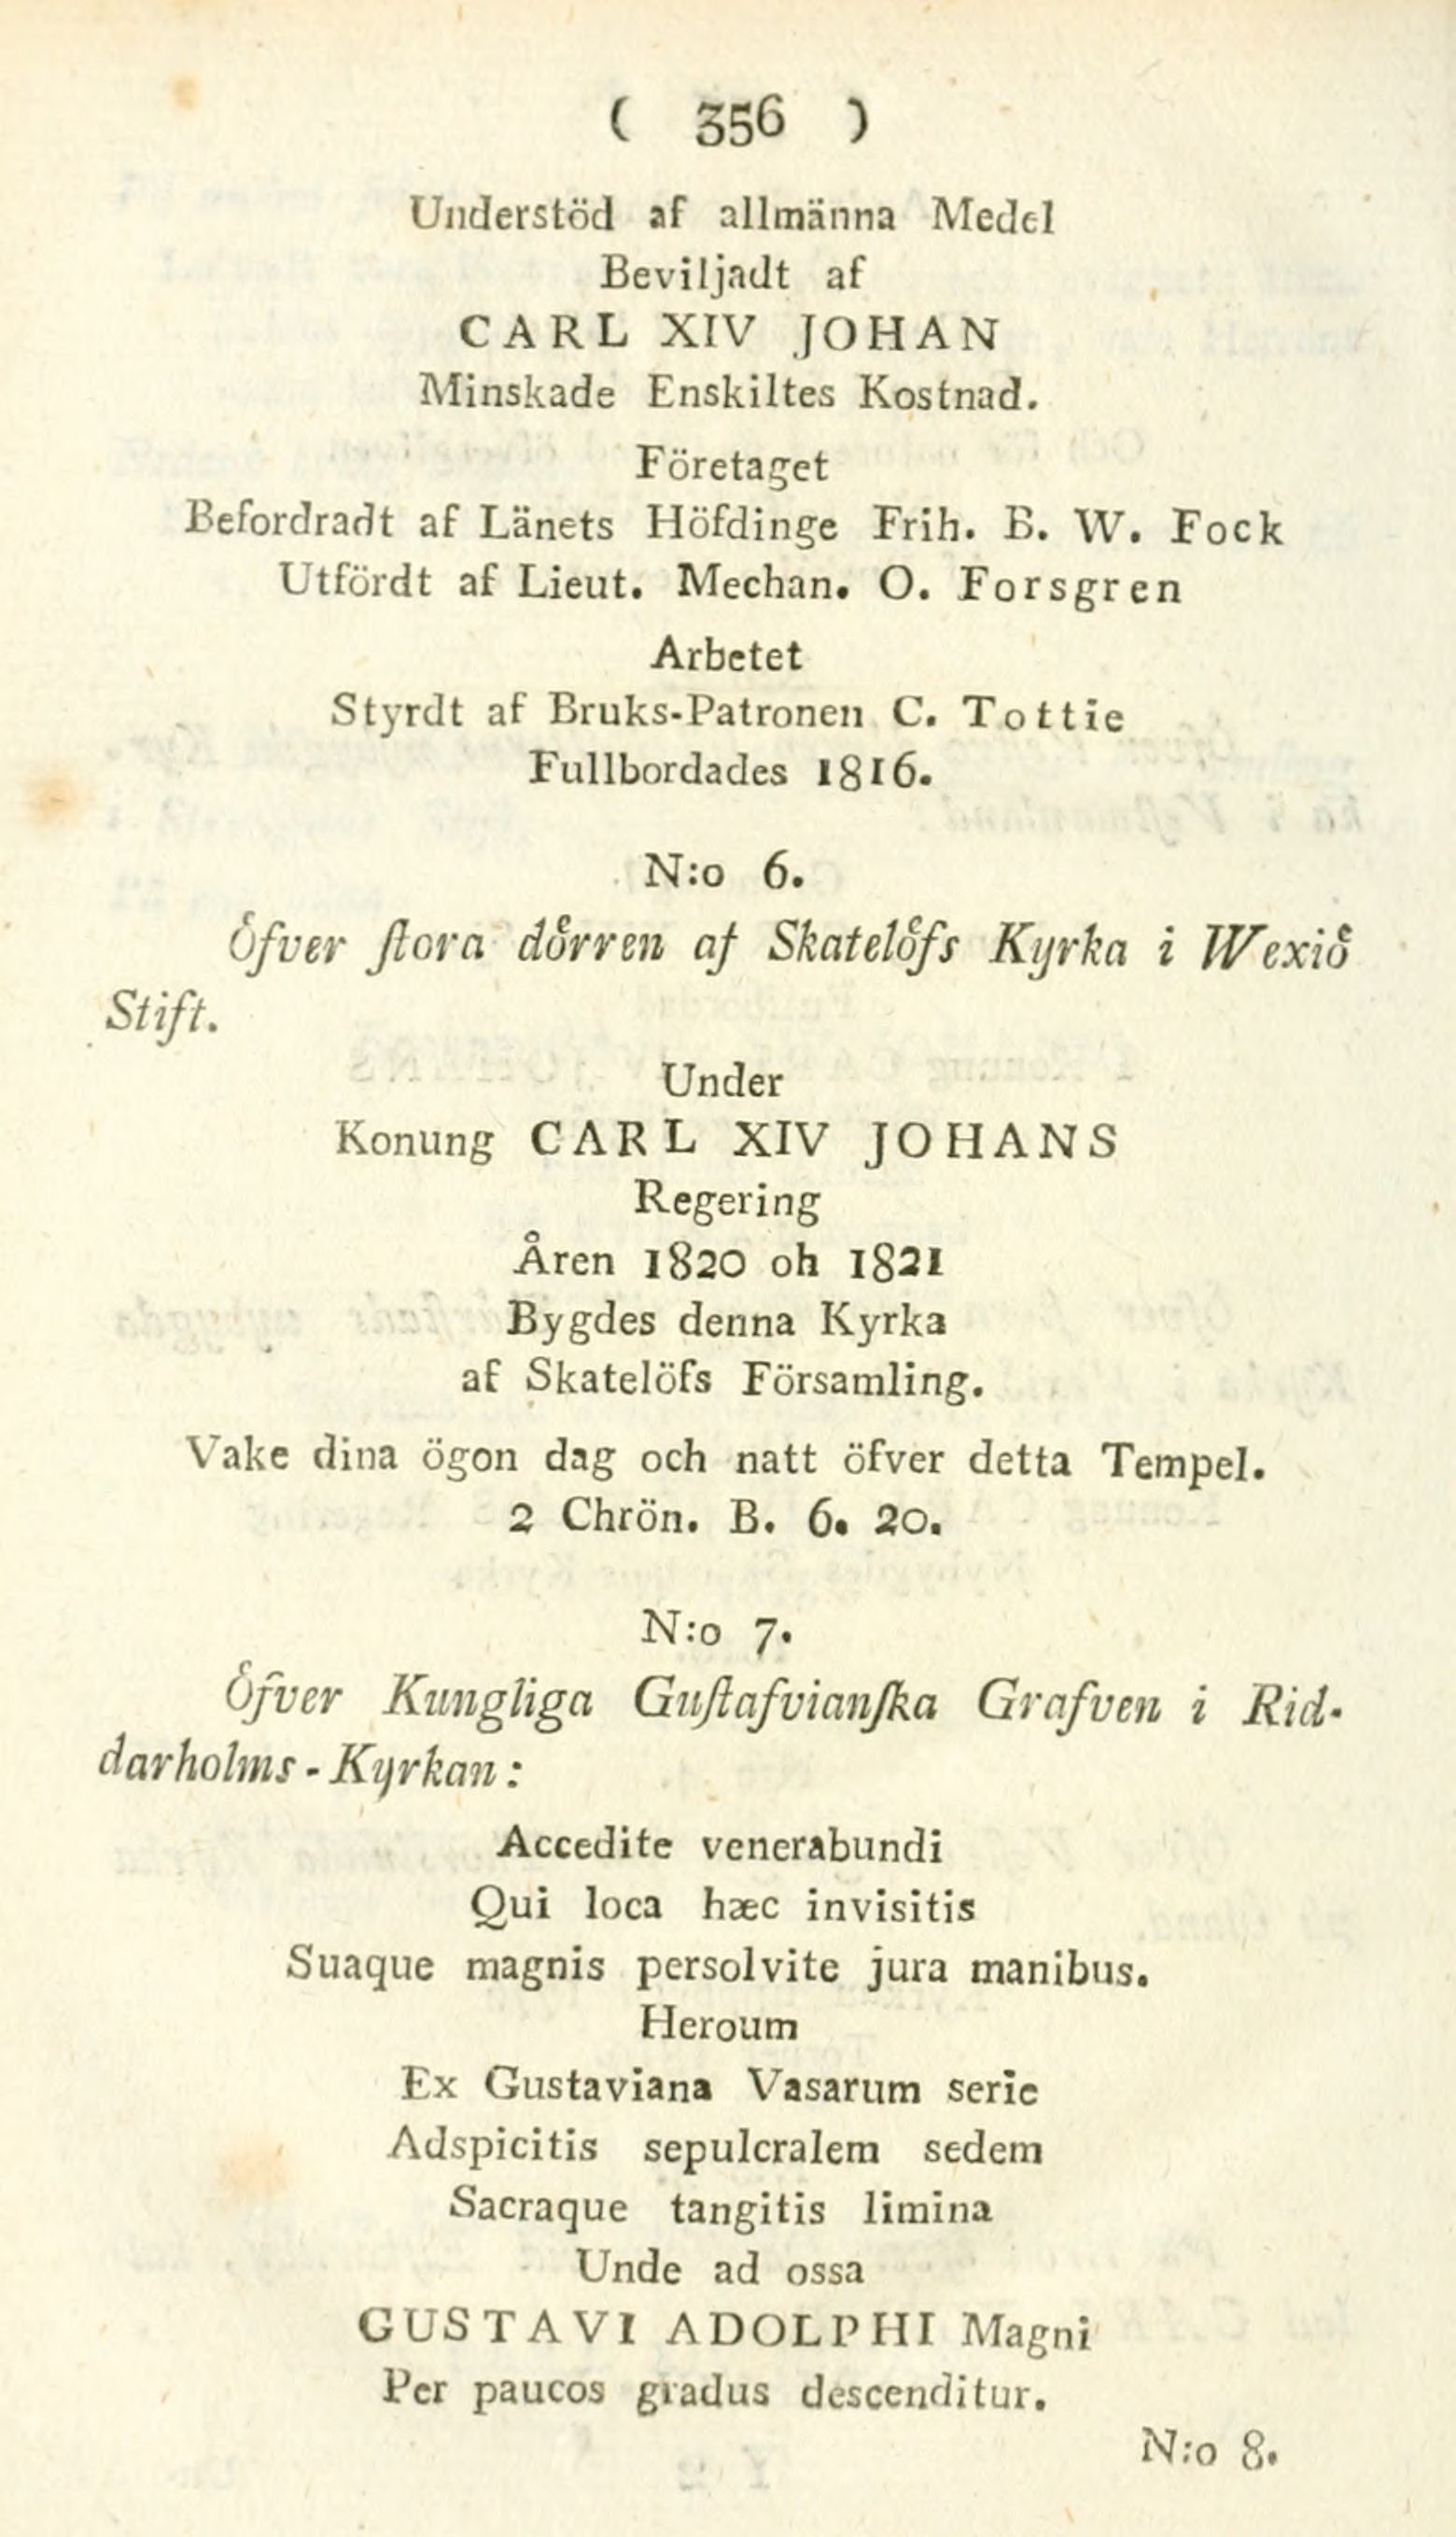 ( 356 )
Understöd af allmänna Medel
Beviljadt af
CARL XIV JOHAN
Minskade Enskiltes Kostnad.
Företaget
Befordradt af Länets Höfdinge Frih. B. W. Fock
Utfördt af Lieut. Mechan. O. Forsgren
Arbetet
Styrdt af Bruks-Patronen C. Tottie
Fullbordades 1816.
N:o 6.
Öfver ſtora dörren af Skatelöfs Kyrka i Wexiö
Stift.
Under
Konung CARL XIV JOHANS
Regering
Åren 1820 oh 1821
Bygdes denna Kyrka
af Skatelöfs Församling.
Vake dina ögon dag och natt öfver detta Tempel.
2 Chrön. B. 6. 20.
N:o 7.
Öfver Kungliga Guſtafvianſka Grafven i Rid-
darholms-Kyrkan:
Accedite venerabundi
Qui loca hæc invisitis
Suaque magnis persolvite jura manibus.
Heroum
Ex Gustaviana Vasarum serie
Adspicitis sepulcralem sedem
Sacraque tangitis limina
Unde ad ossa
GUSTAVI ADOLPHI Magni
Per paucos gradus descenditur.
N:o 8.